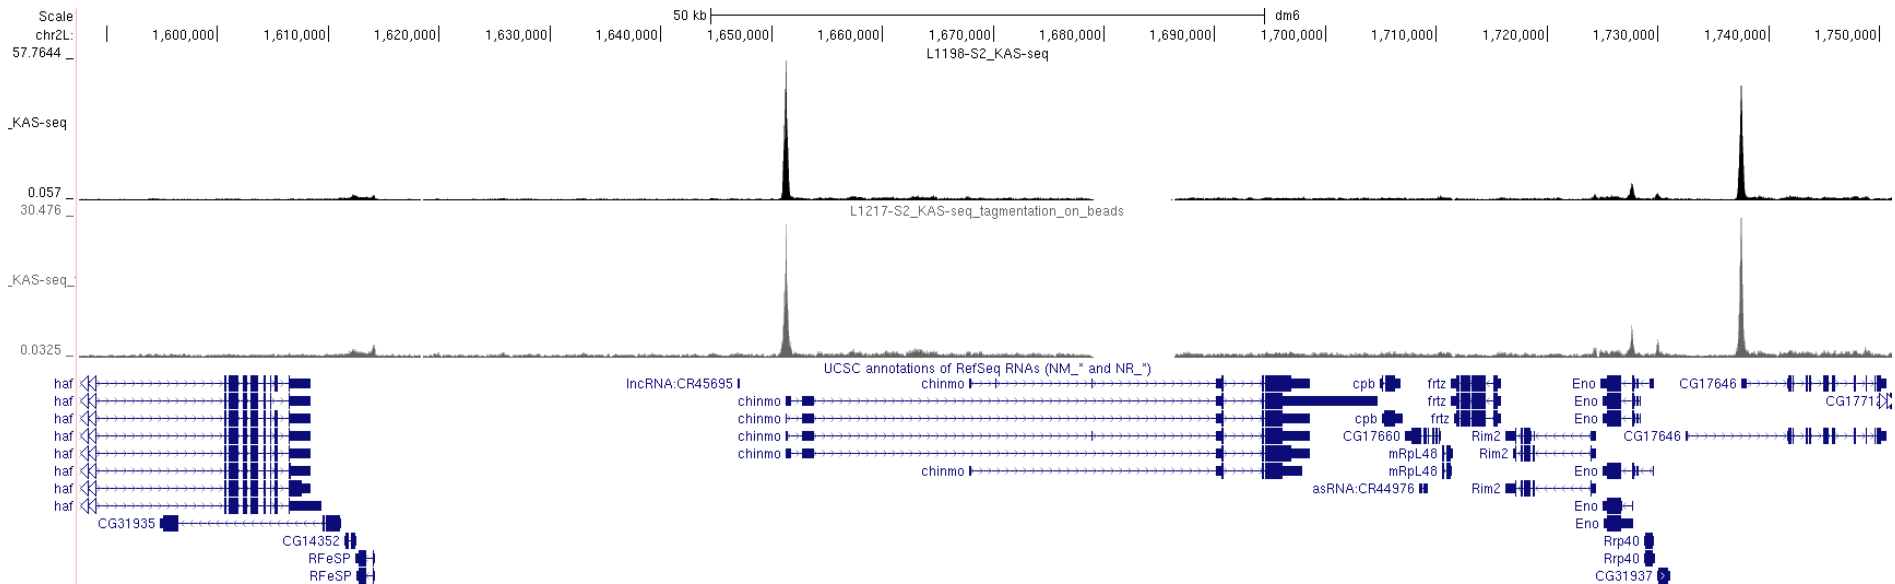 Scale 50 kb dm6
chr2L: 1,600,000 1,610,000 1,620,000 1,630,000 1,640,000 1,650,000 1,660,000 1,670,000 1,680,000 1,690,000 1,700,000 1,710,000 1,720,000 1,730,000 1,740,000 1,750,000
57.7644 _ L1198-S2_KAS-seq
_KAS-seq
0.057 _
30.476 _ L1217-S2_KAS-seq_tagmentation_on_beads
_KAS-seq_
0.0325 _
UCSC annotations of RefSeq RNAs (NM_* and NR_*)
haf lncRNA:CR45695 chinmo cpb frtz Eno CG17646
haf chinmo frtz Eno CG1771
haf chinmo cpb frtz Eno
haf chinmo CG17660 Rim2 CG17646
haf chinmo mRpL48 Rim2
haf chinmo mRpL48 Eno
haf asRNA:CR44976 Rim2
haf Eno
CG31935 Eno
CG14352 Rrp40
RFeSP Rrp40
RFeSP CG31937